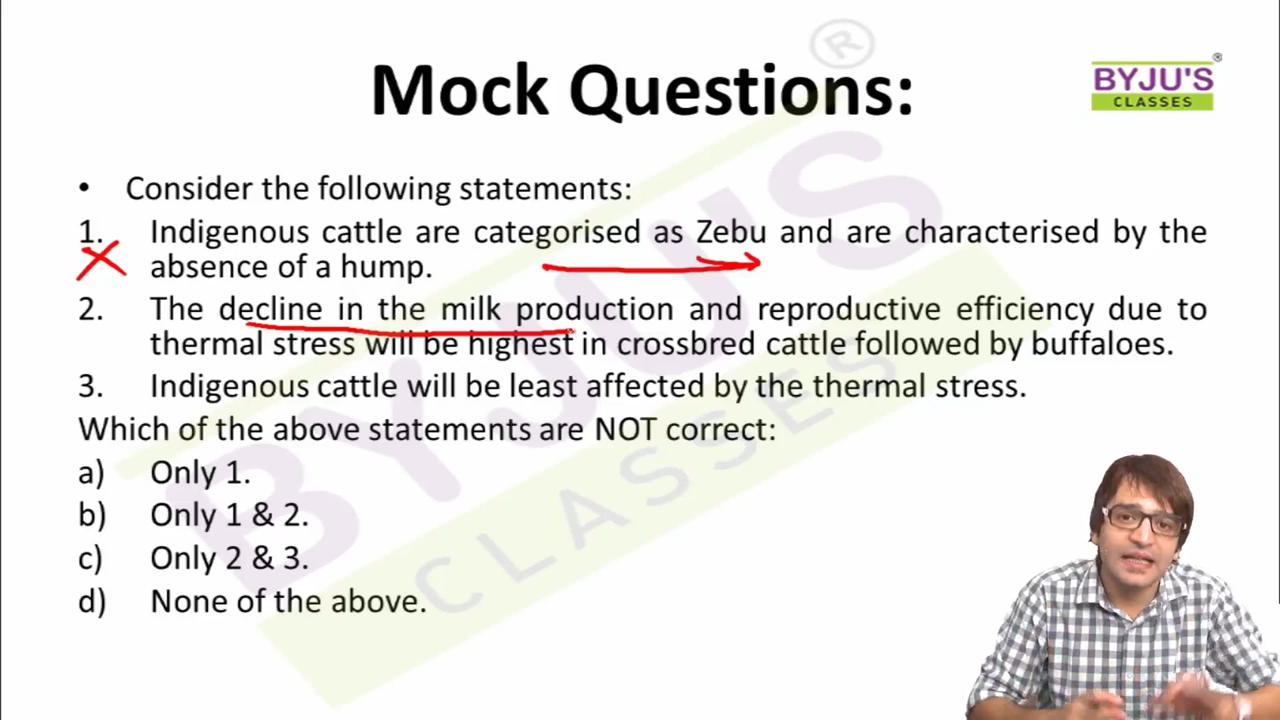 Mock Questions:
BYJU'S
CLASSES
• Consider the following statements:
1. Indigenous cattle are categorised as Zebu and are characterised by the
absence of a hump.
2. The decline in the milk production and reproductive efficiency due to
thermal stress will be highest in crossbred cattle followed by buffaloes.
3. Indigenous cattle will be least affected by the thermal stress.
Which of the above statements are NOT correct:
a) Only 1.
b) Only 1 & 2.
c) Only 2 & 3.
d) None of the above.
BYJU'S
CLASSES
®